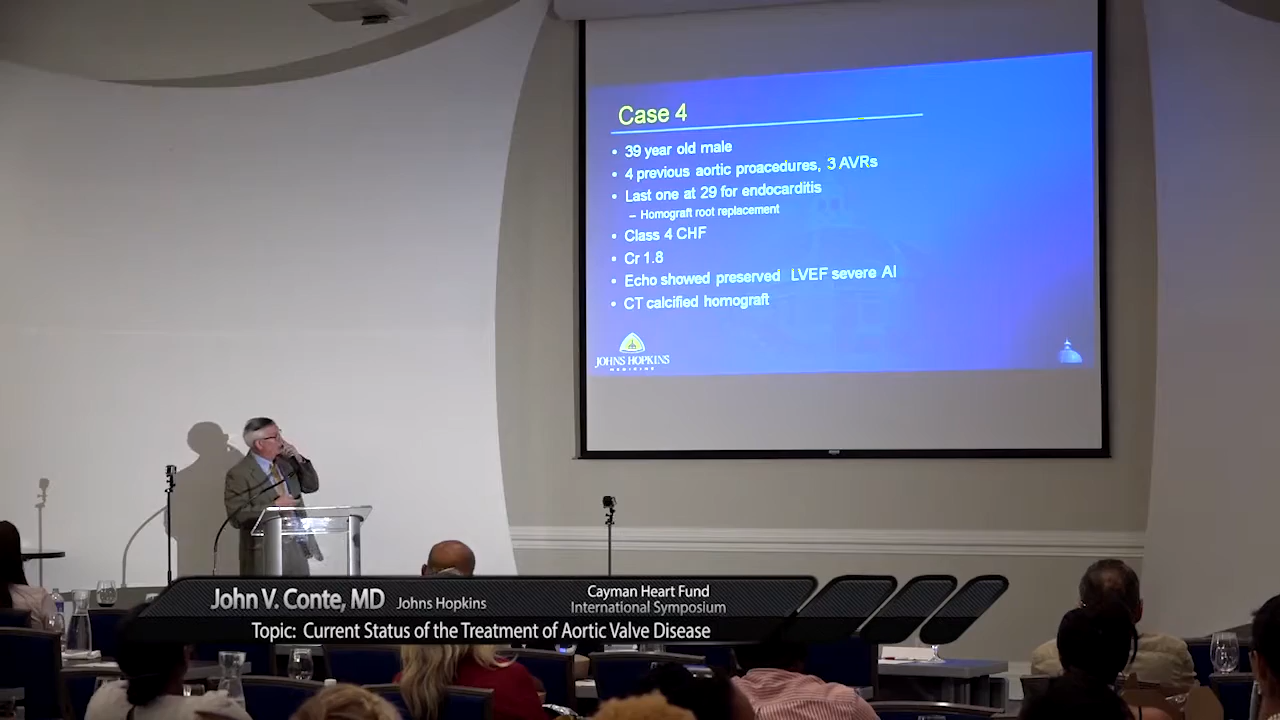 Case 4
39 year old male
4 previous aortic proacedures, 3 AVRs
Last one at 29 for endocarditis
– Homograft root replacement
Class 4 CHF
Cr 1.8
Echo showed preserved LVEF severe AI
CT calcified homograft
JOHNS HOPKINS
MEDICINE
John V. Conte, MD Johns Hopkins
Cayman Heart Fund
International Symposium
Topic: Current Status of the Treatment of Aortic Valve Disease